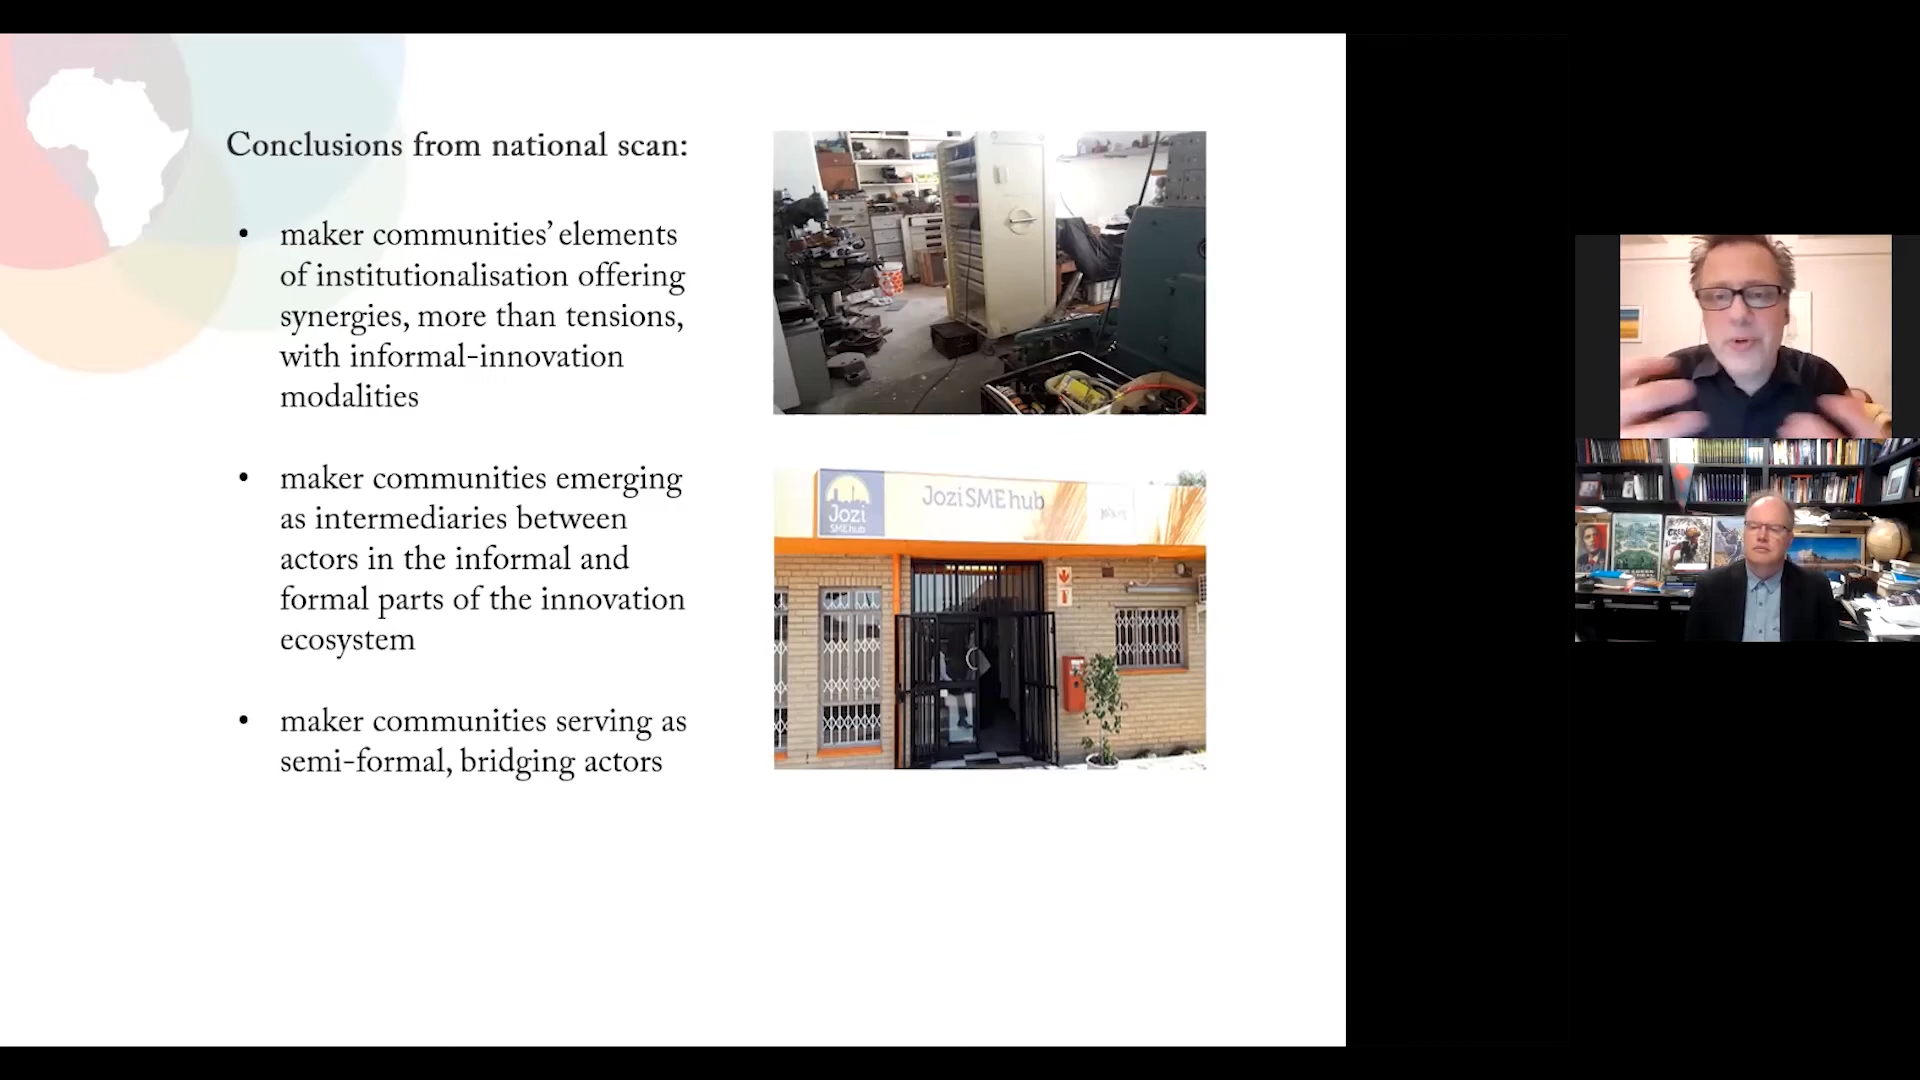 Conclusions from national scan:
• maker communities' elements
of institutionalisation offering
synergies, more than tensions,
with informal-innovation
modalities
• maker communities emerging
as intermediaries between
actors in the informal and
formal parts of the innovation
ecosystem
• maker communities serving as
semi-formal, bridging actors
Jozi
SME hub
Jozi SME hub